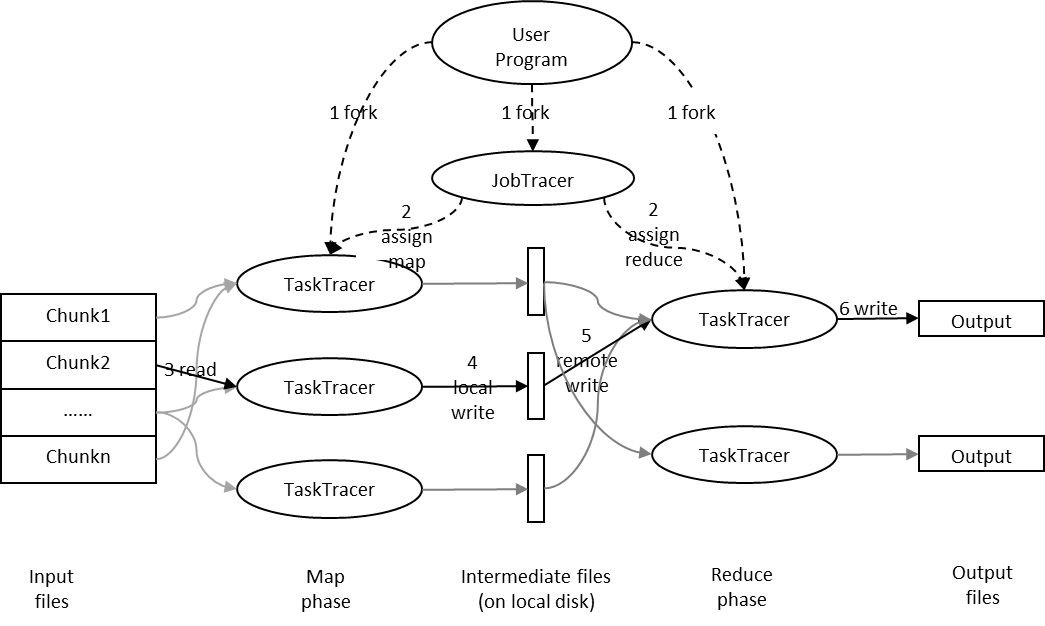 User
Program
1 fork
1 fork
1 fork
JobTracer
2
assign
map
2
assign
reduce
TaskTracer
TaskTracer
TaskTracer
Chunk1
Chunk2
......
Chunkn
3 read
4
local
write
5
remote
write
TaskTracer
TaskTracer
6 write
Output
Output
Input
files
Map
phase
Intermediate files
(on local disk)
Reduce
phase
Output
files